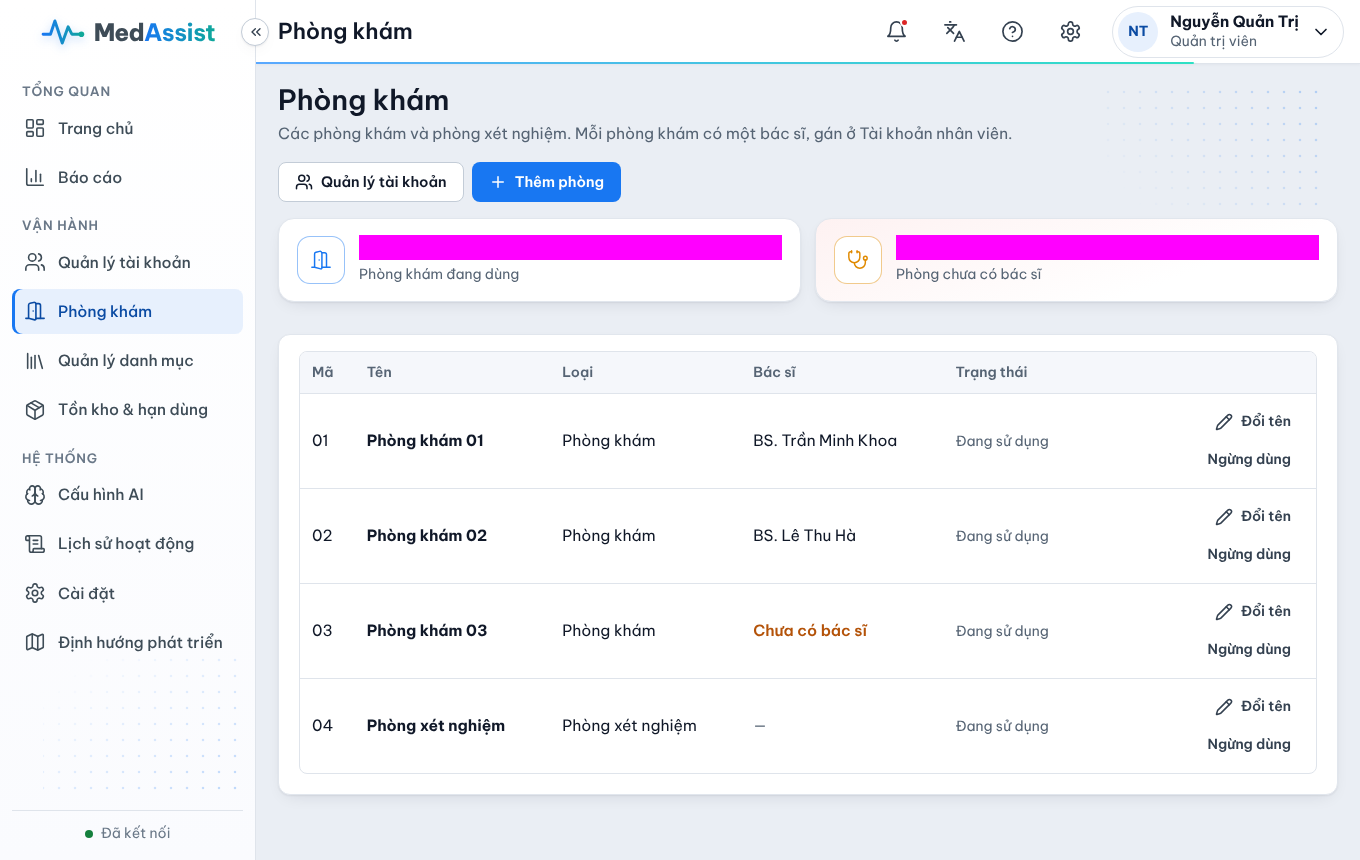 MedAssist
Phòng khám
NT
Nguyễn Quản Trị
Quản trị viên
TỔNG QUAN
Trang chủ
Báo cáo
VẬN HÀNH
Quản lý tài khoản
Phòng khám
Quản lý danh mục
Tồn kho & hạn dùng
HỆ THỐNG
Cấu hình AI
Lịch sử hoạt động
Cài đặt
Định hướng phát triển
Đã kết nối
Phòng khám
Các phòng khám và phòng xét nghiệm. Mỗi phòng khám có một bác sĩ, gán ở Tài khoản nhân viên.
Quản lý tài khoản
Thêm phòng
Phòng khám đang dùng
Phòng chưa có bác sĩ
Mã Tên Loại Bác sĩ Trạng thái
01 Phòng khám 01 Phòng khám BS. Trần Minh Khoa Đang sử dụng Đổi tên
Ngừng dùng
02 Phòng khám 02 Phòng khám BS. Lê Thu Hà Đang sử dụng Đổi tên
Ngừng dùng
03 Phòng khám 03 Phòng khám Chưa có bác sĩ Đang sử dụng Đổi tên
Ngừng dùng
04 Phòng xét nghiệm Phòng xét nghiệm — Đang sử dụng Đổi tên
Ngừng dùng